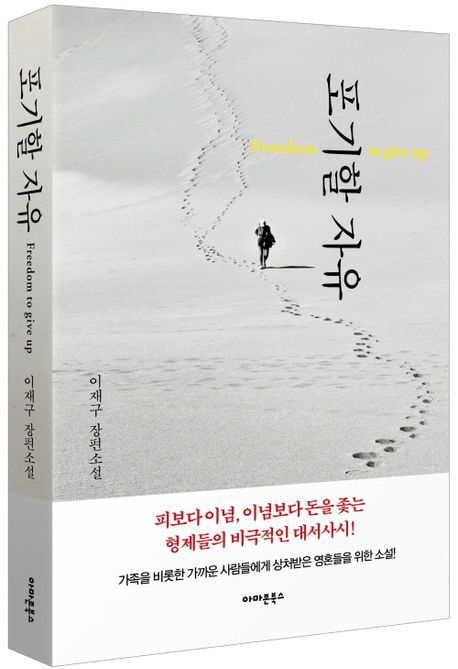 포기할 자유
Freedom to give up
이재구 장편소설
피보다 이념, 이념보다 돈을 좇는
형제들의 비극적인 대서사시!
가족을 비롯한 가까운 사람들에게 상처받은 영혼들을 위한 소설!
아마존북스
포기할 자유
Freedom to give up
이재구 장편소설
아마존북스